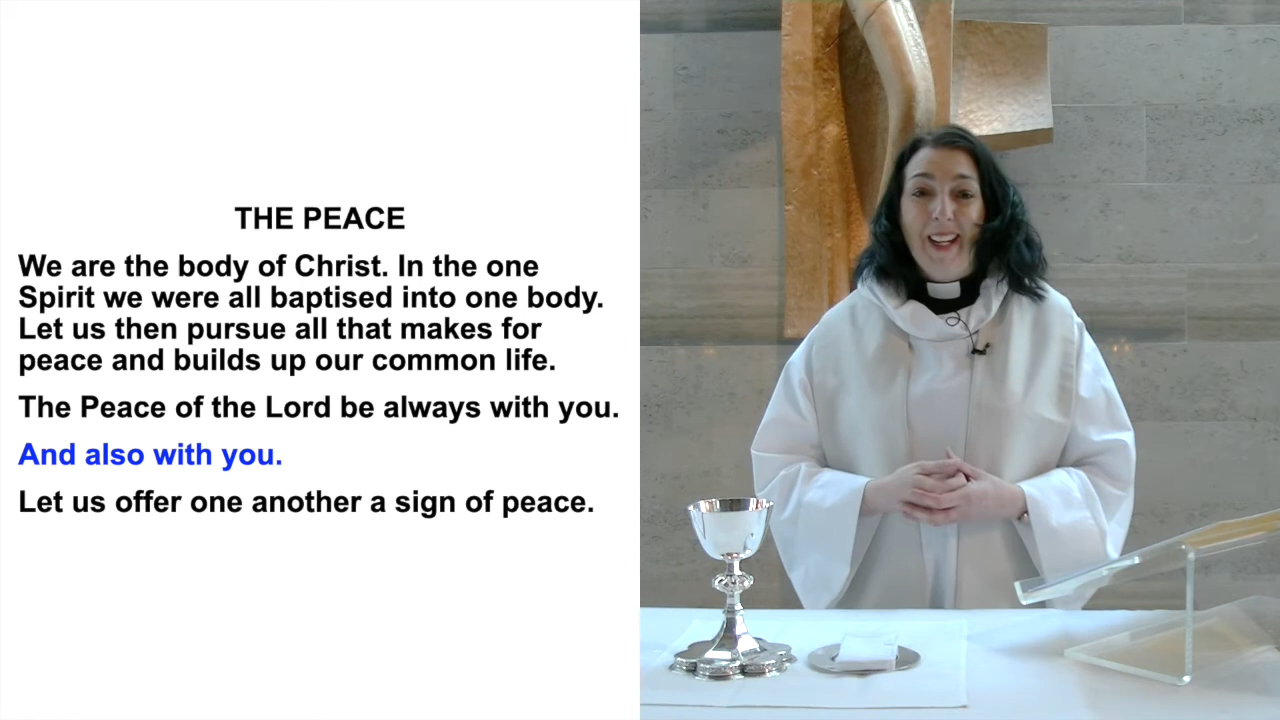 THE PEACE
We are the body of Christ. In the one
Spirit we were all baptised into one body.
Let us then pursue all that makes for
peace and builds up our common life.
The Peace of the Lord be always with you.
And also with you.
Let us offer one another a sign of peace.